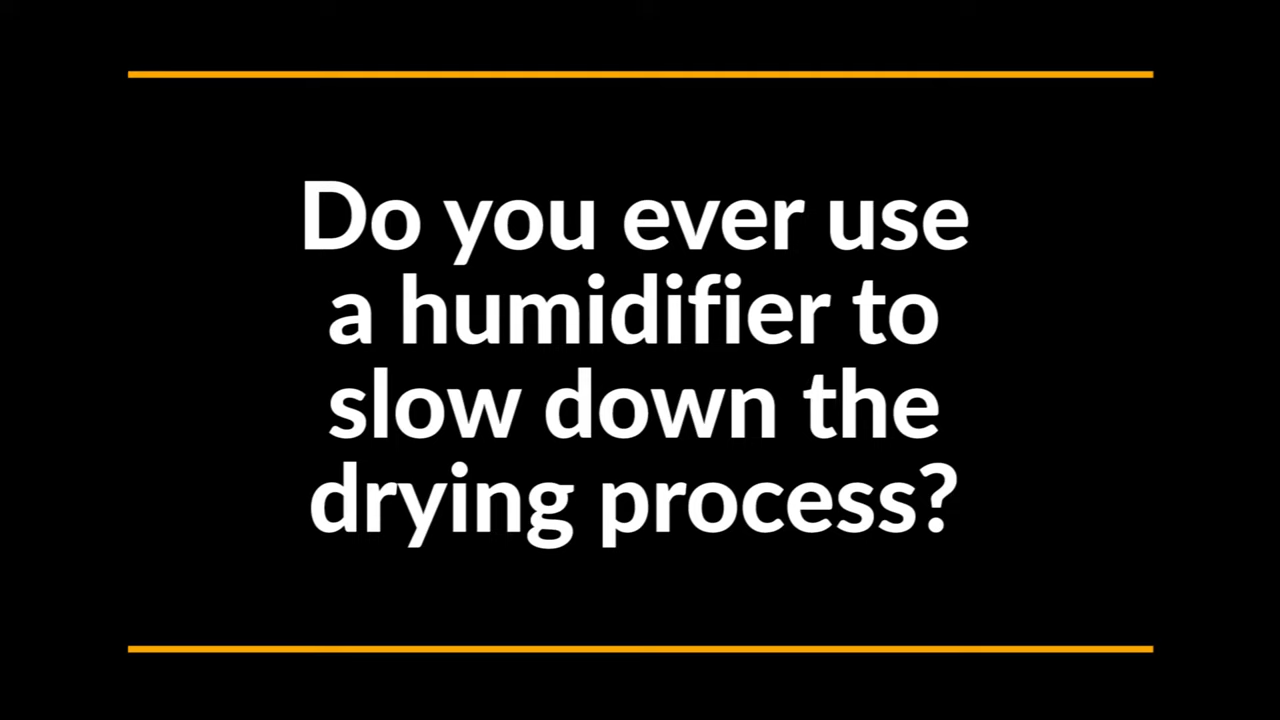 Do you ever use
a humidifier to
slow down the
drying process?